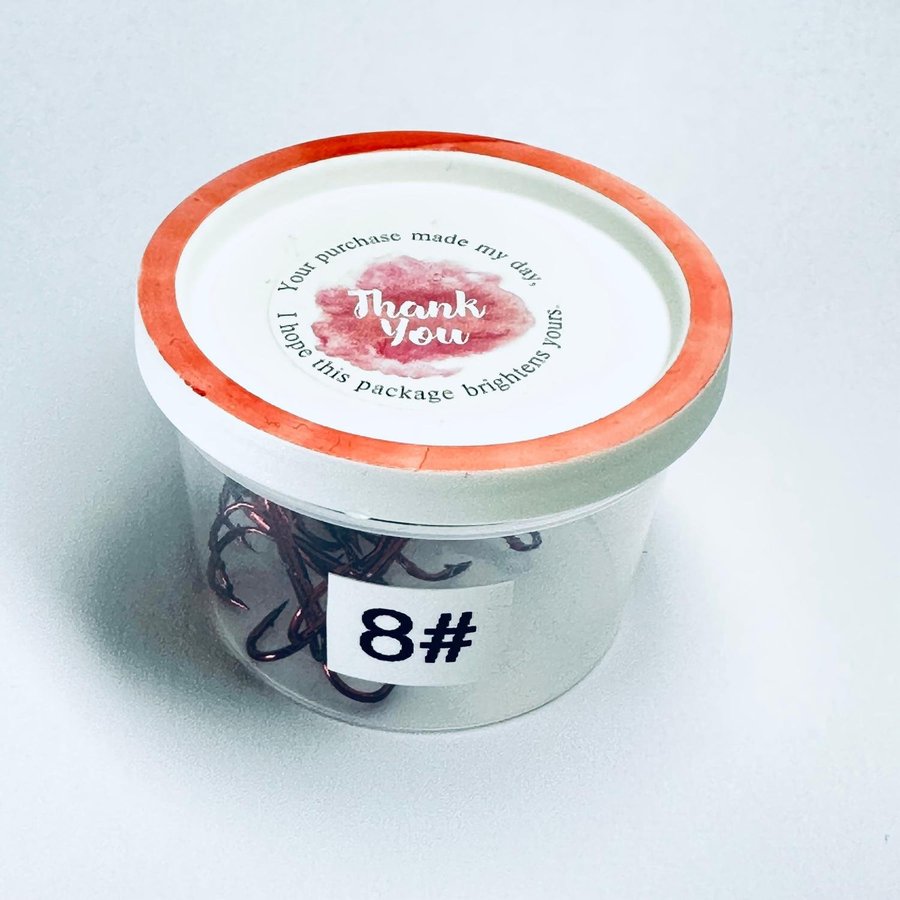 Your purchase made my day,
Thank
You
I hope this package brightens yours.
8#